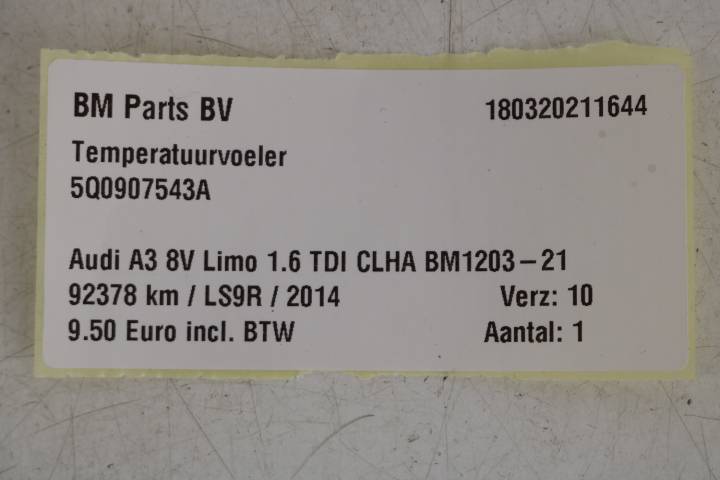 BM Parts BV 180320211644
Temperatuurvoeler
5Q0907543A
Audi A3 8V Limo 1.6 TDI CLHA BM1203-21
92378 km / LS9R / 2014 Verz: 10
9.50 Euro incl. BTW Aantal: 1